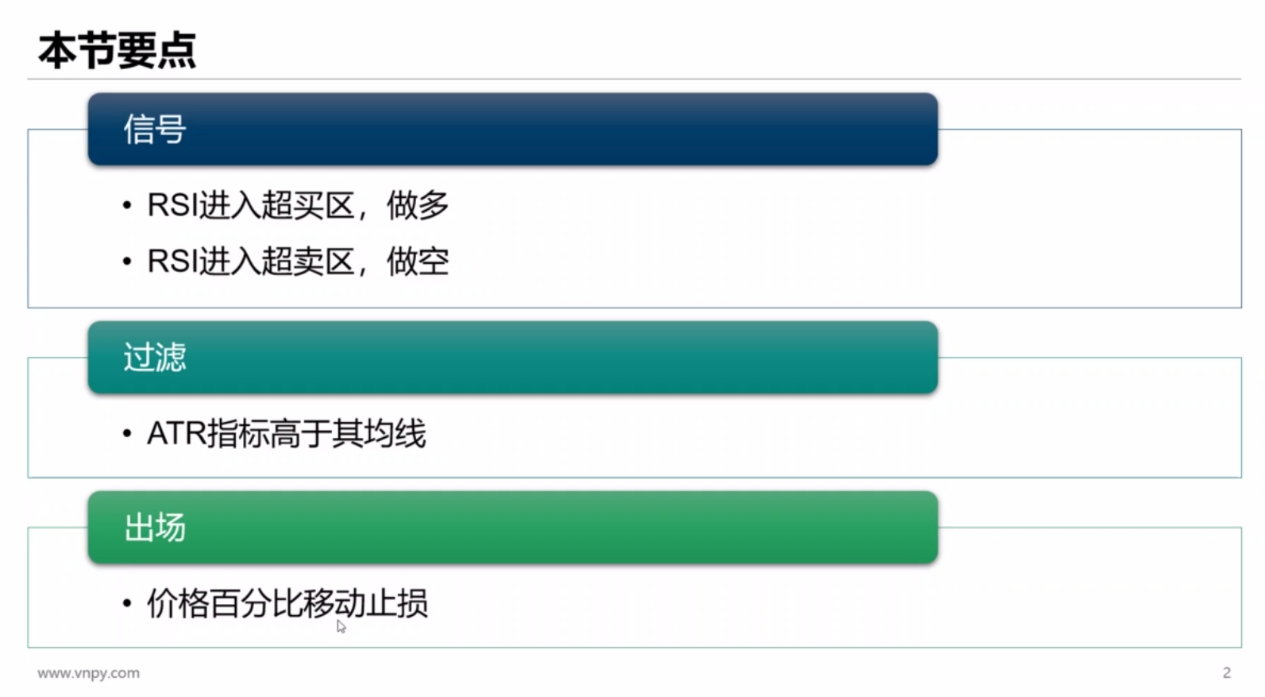 本节要点
信号
• RSI进入超买区，做多
• RSI进入超卖区，做空
过滤
• ATR指标高于其均线
出场
• 价格百分比移动止损
www.vnpy.com
2